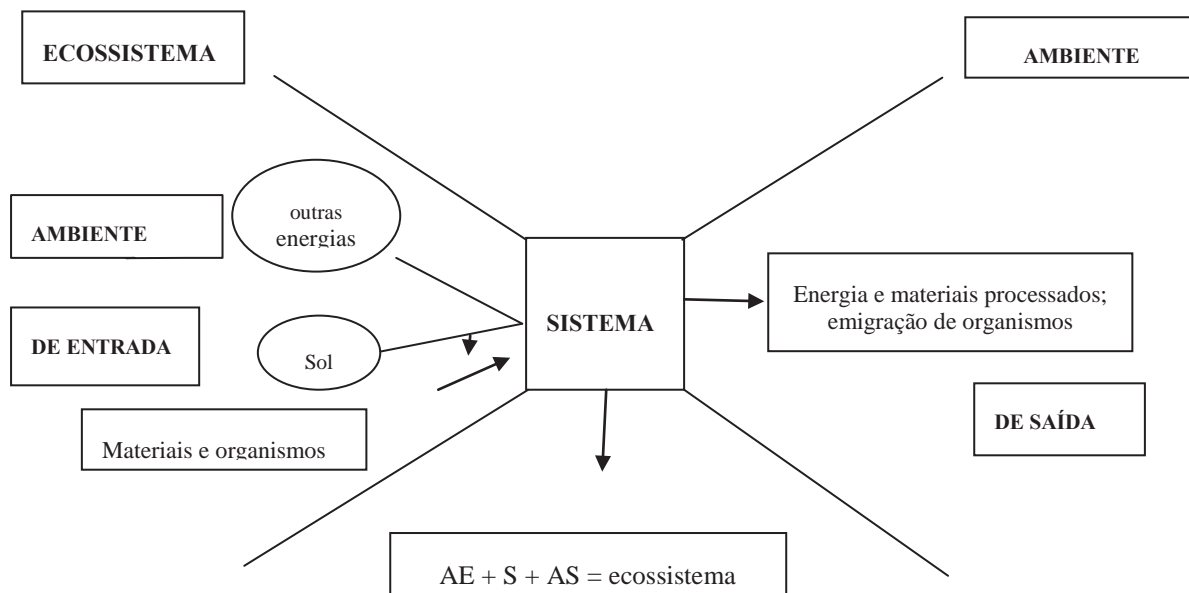 ECOSSISTEMA
AMBIENTE
outras
energias
AMBIENTE
SISTEMA
Energia e materiais processados;
emigração de organismos
DE ENTRADA
Sol
DE SAÍDA
Materiais e organismos
AE + S + AS = ecossistema